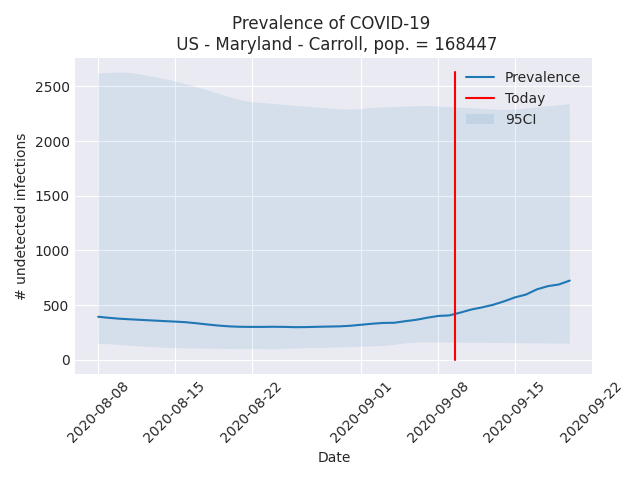 Prevalence of COVID-19
US - Maryland - Carroll, pop. = 168447
Prevalence
Today
95CI
2500
2000
1500
1000
500
0
# undetected infections
2020-08-08
2020-08-15
2020-08-22
2020-09-01
2020-09-08
2020-09-15
2020-09-22
Date